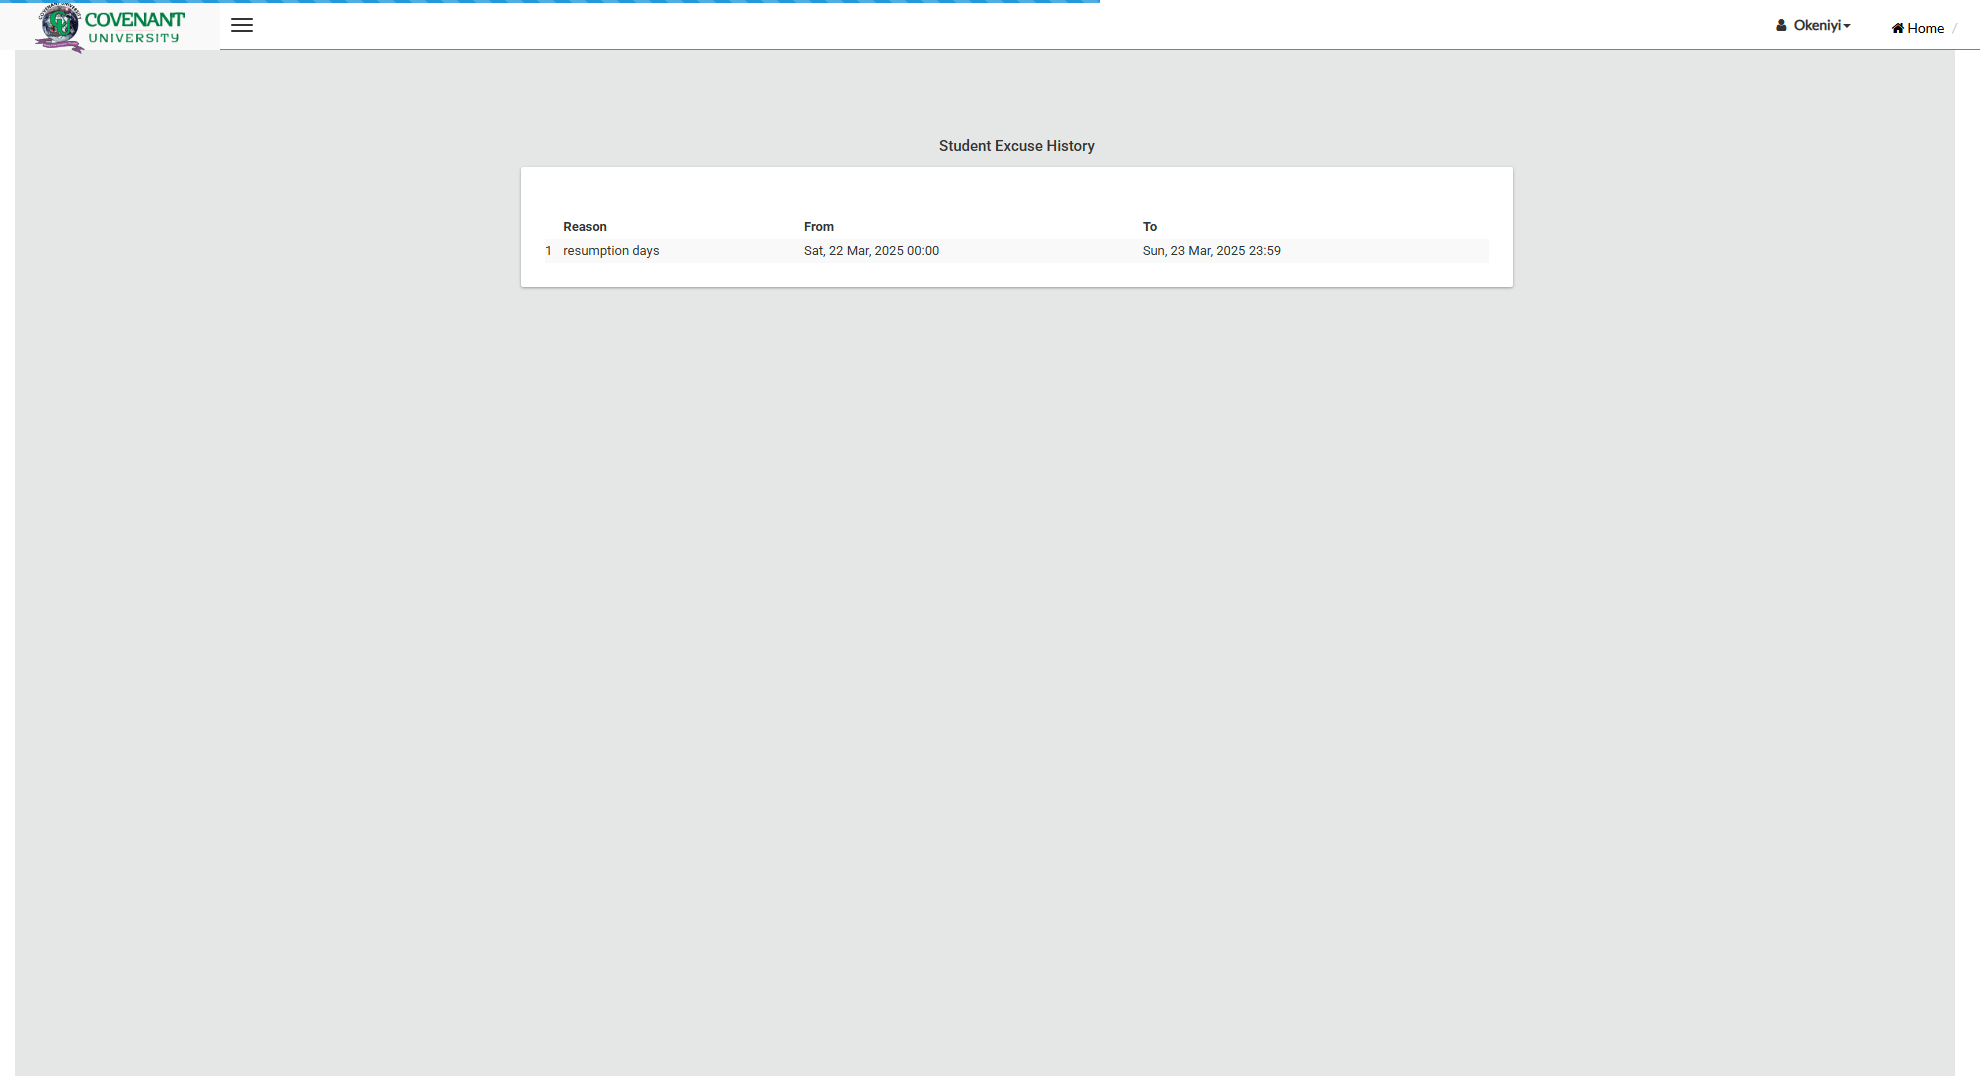 COVENANT
UNIVERSITY
Okeniyi
Home /
Student Excuse History
Reason From To
1 resumption days Sat, 22 Mar, 2025 00:00 Sun, 23 Mar, 2025 23:59